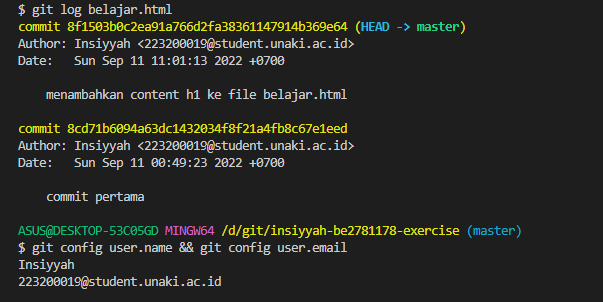 $ git log belajar.html
commit 8f1503b0c2ea91a766d2fa38361147914b369e64 (HEAD -> master)
Author: Insiyyah <223200019@student.unaki.ac.id>
Date:   Sun Sep 11 11:01:13 2022 +0700
    menambahkan content h1 ke file belajar.html
commit 8cd71b6094a63dc1432034f8f21a4fb8c67e1eed
Author: Insiyyah <223200019@student.unaki.ac.id>
Date:   Sun Sep 11 00:49:23 2022 +0700
    commit pertama
ASUS@DESKTOP-53C05GD MINGW64 /d/git/insiyyah-be2781178-exercise (master)
$ git config user.name && git config user.email
Insiyyah
223200019@student.unaki.ac.id